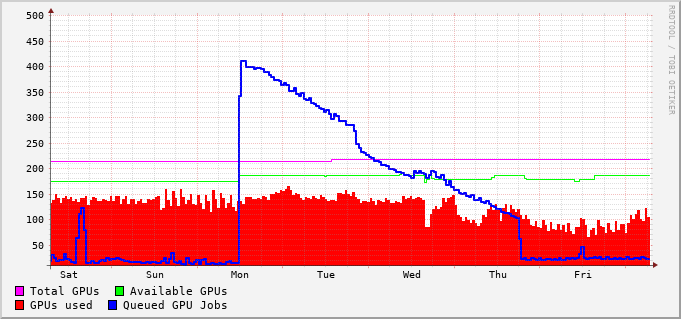 500
450
400
350
300
250
200
150
100
50
Sat Sun Mon Tue Wed Thu Fri
Total GPUs Available GPUs
GPUs used Queued GPU Jobs
RRDTOOL / TOBI OETIKER